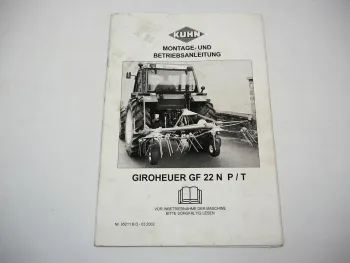 KUHN
MONTAGE- UND
BETRIEBSANLEITUNG
GIROHEUER GF 22 N P / T
VOR INBETRIEBNAHME DER MASCHINE
BITTE SORGFÄLTIG LESEN